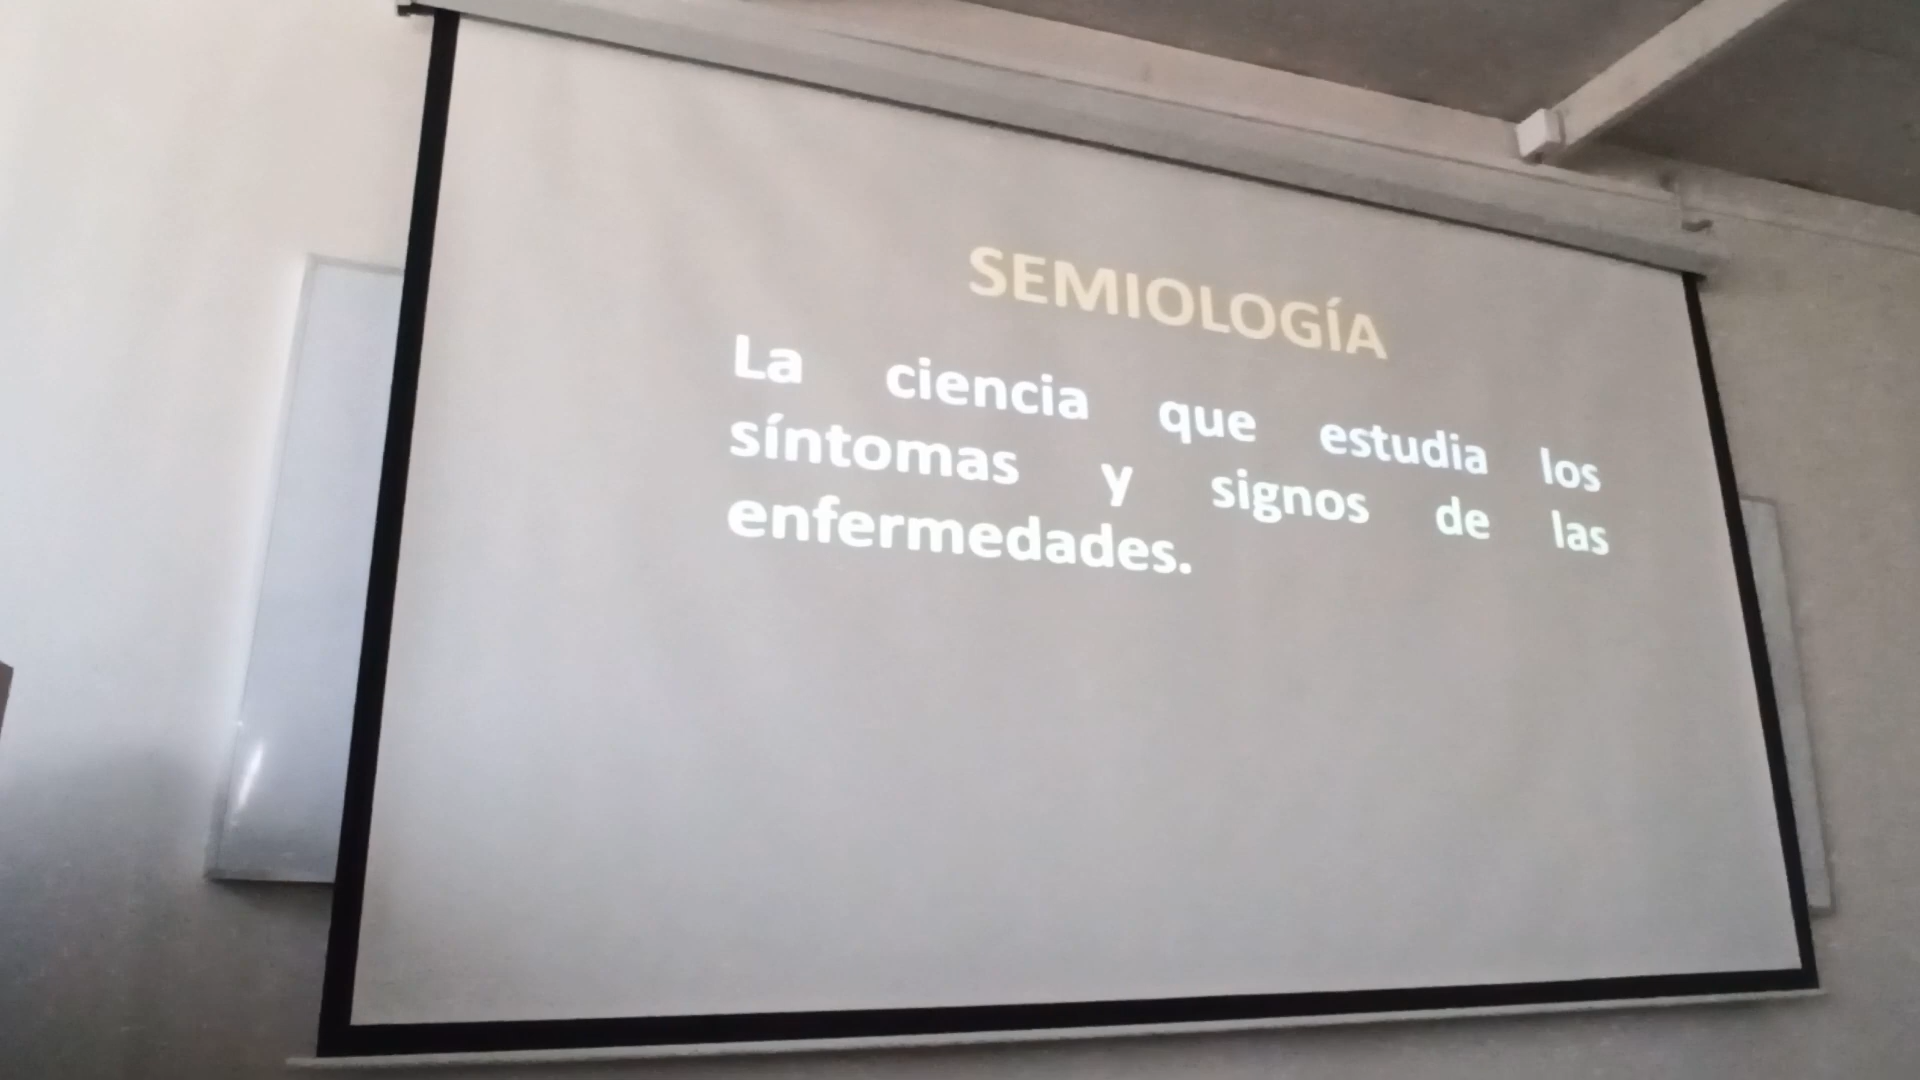 SEMIOLOGÍA
La ciencia que estudia los
síntomas y signos de las
enfermedades.